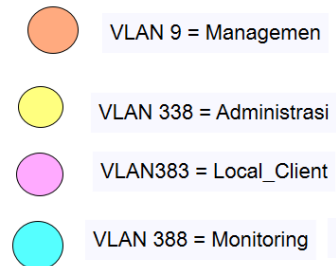 VLAN 9 = Managemen
VLAN 338 = Administrasi
VLAN383 = Local_Client
VLAN 388 = Monitoring